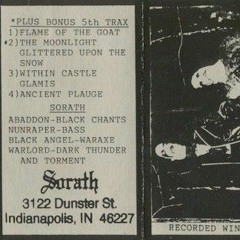 *PLUS BONUS 5th TRAX
1)FLAME OF THE GOAT
*2)THE MOONLIGHT
GLITTERED UPON THE
SNOW
3)WITHIN CASTLE
GLAMIS
4)ANCIENT PLAUGE
SORATH
ABADDON-BLACK CHANTS
NUNRAPER-BASS
BLACK ANGEL-WARAXE
WARLORD-DARK THUNDER
AND TORMENT
Sorath
3122 Dunster St.
Indianapolis, IN 46227
RECORDED WIN